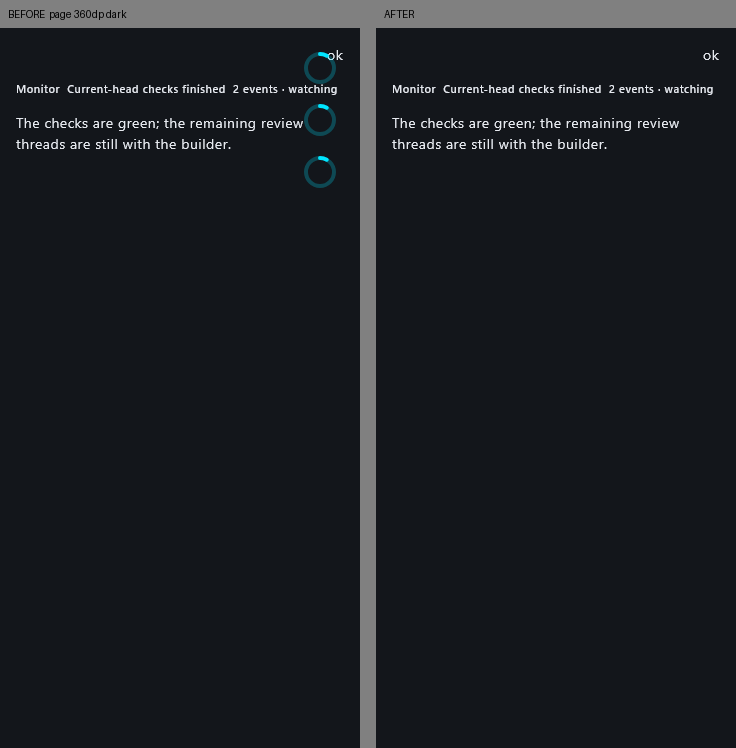 BEFORE page 360dp dark
AFTER
ok
Monitor Current-head checks finished 2 events · watching
The checks are green; the remaining review
threads are still with the builder.
ok
Monitor Current-head checks finished 2 events · watching
The checks are green; the remaining review
threads are still with the builder.